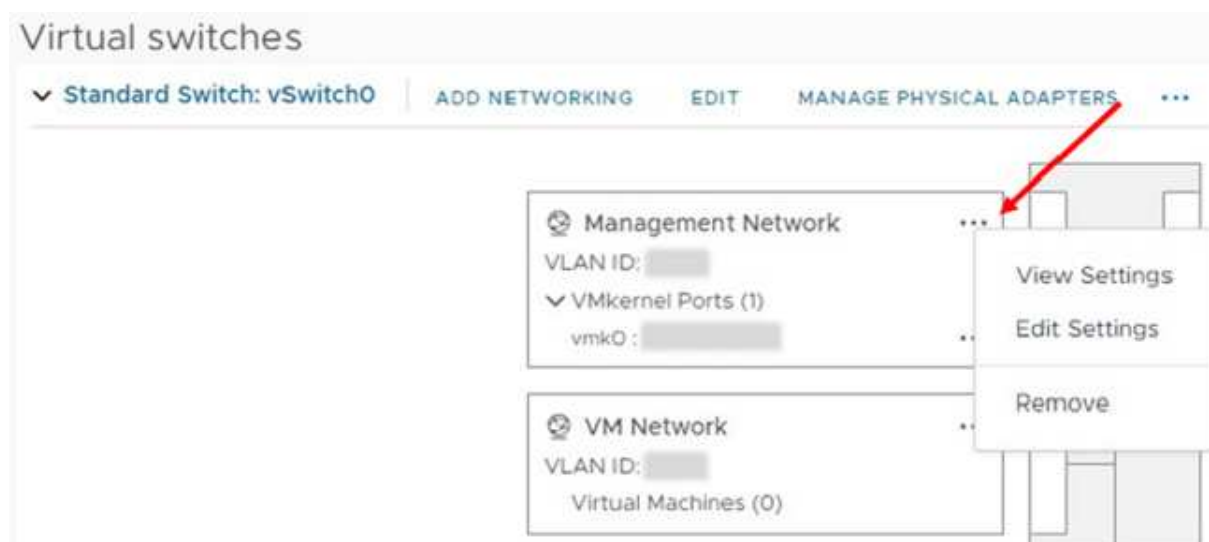 Virtual switches
Standard Switch: vSwitch0 ADD NETWORKING EDIT MANAGE PHYSICAL ADAPTERS ...
Management Network ...
VLAN ID:
VMkernel Ports (1)
vmk0 :
View Settings
Edit Settings
Remove
VM Network
VLAN ID:
Virtual Machines (0)